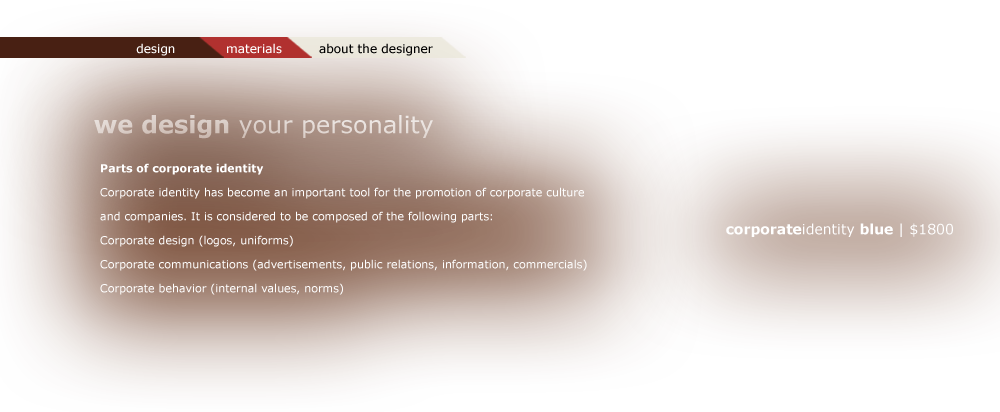 design materials about the designer
we design your personality
Parts of corporate identity
Corporate identity has become an important tool for the promotion of corporate culture
and companies. It is considered to be composed of the following parts:
Corporate design (logos, uniforms)
Corporate communications (advertisements, public relations, information, commercials)
Corporate behavior (internal values, norms)
corporateidentity blue | $1800